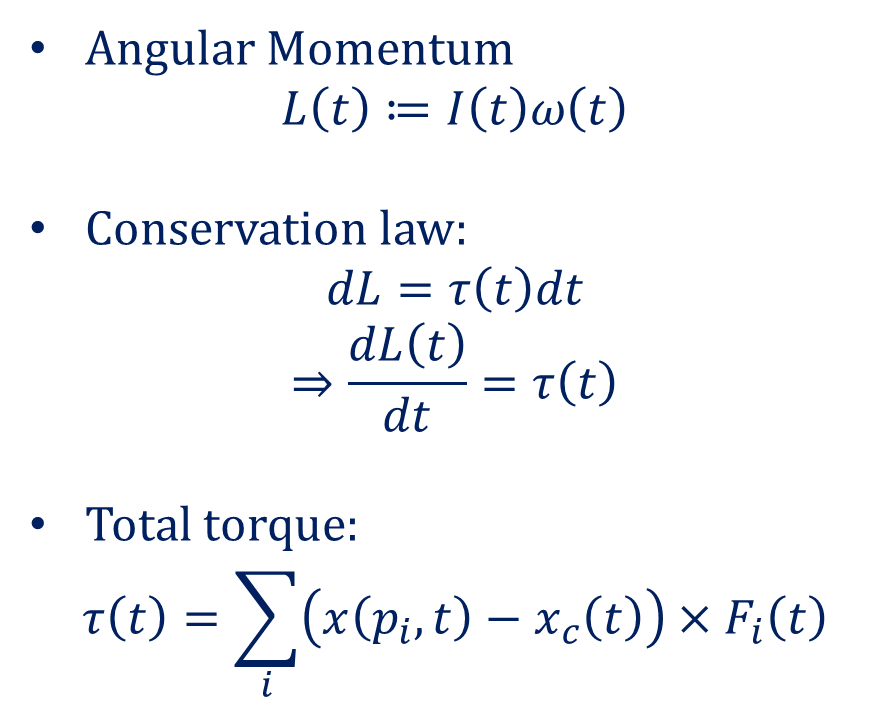 • Angular Momentum
L(t) ≔ I(t)ω(t)
• Conservation law:
dL = τ(t)dt
⇒ dL(t)/dt = τ(t)
• Total torque:
τ(t) = ∑_i (x(p_i, t) − x_c(t)) × F_i(t)